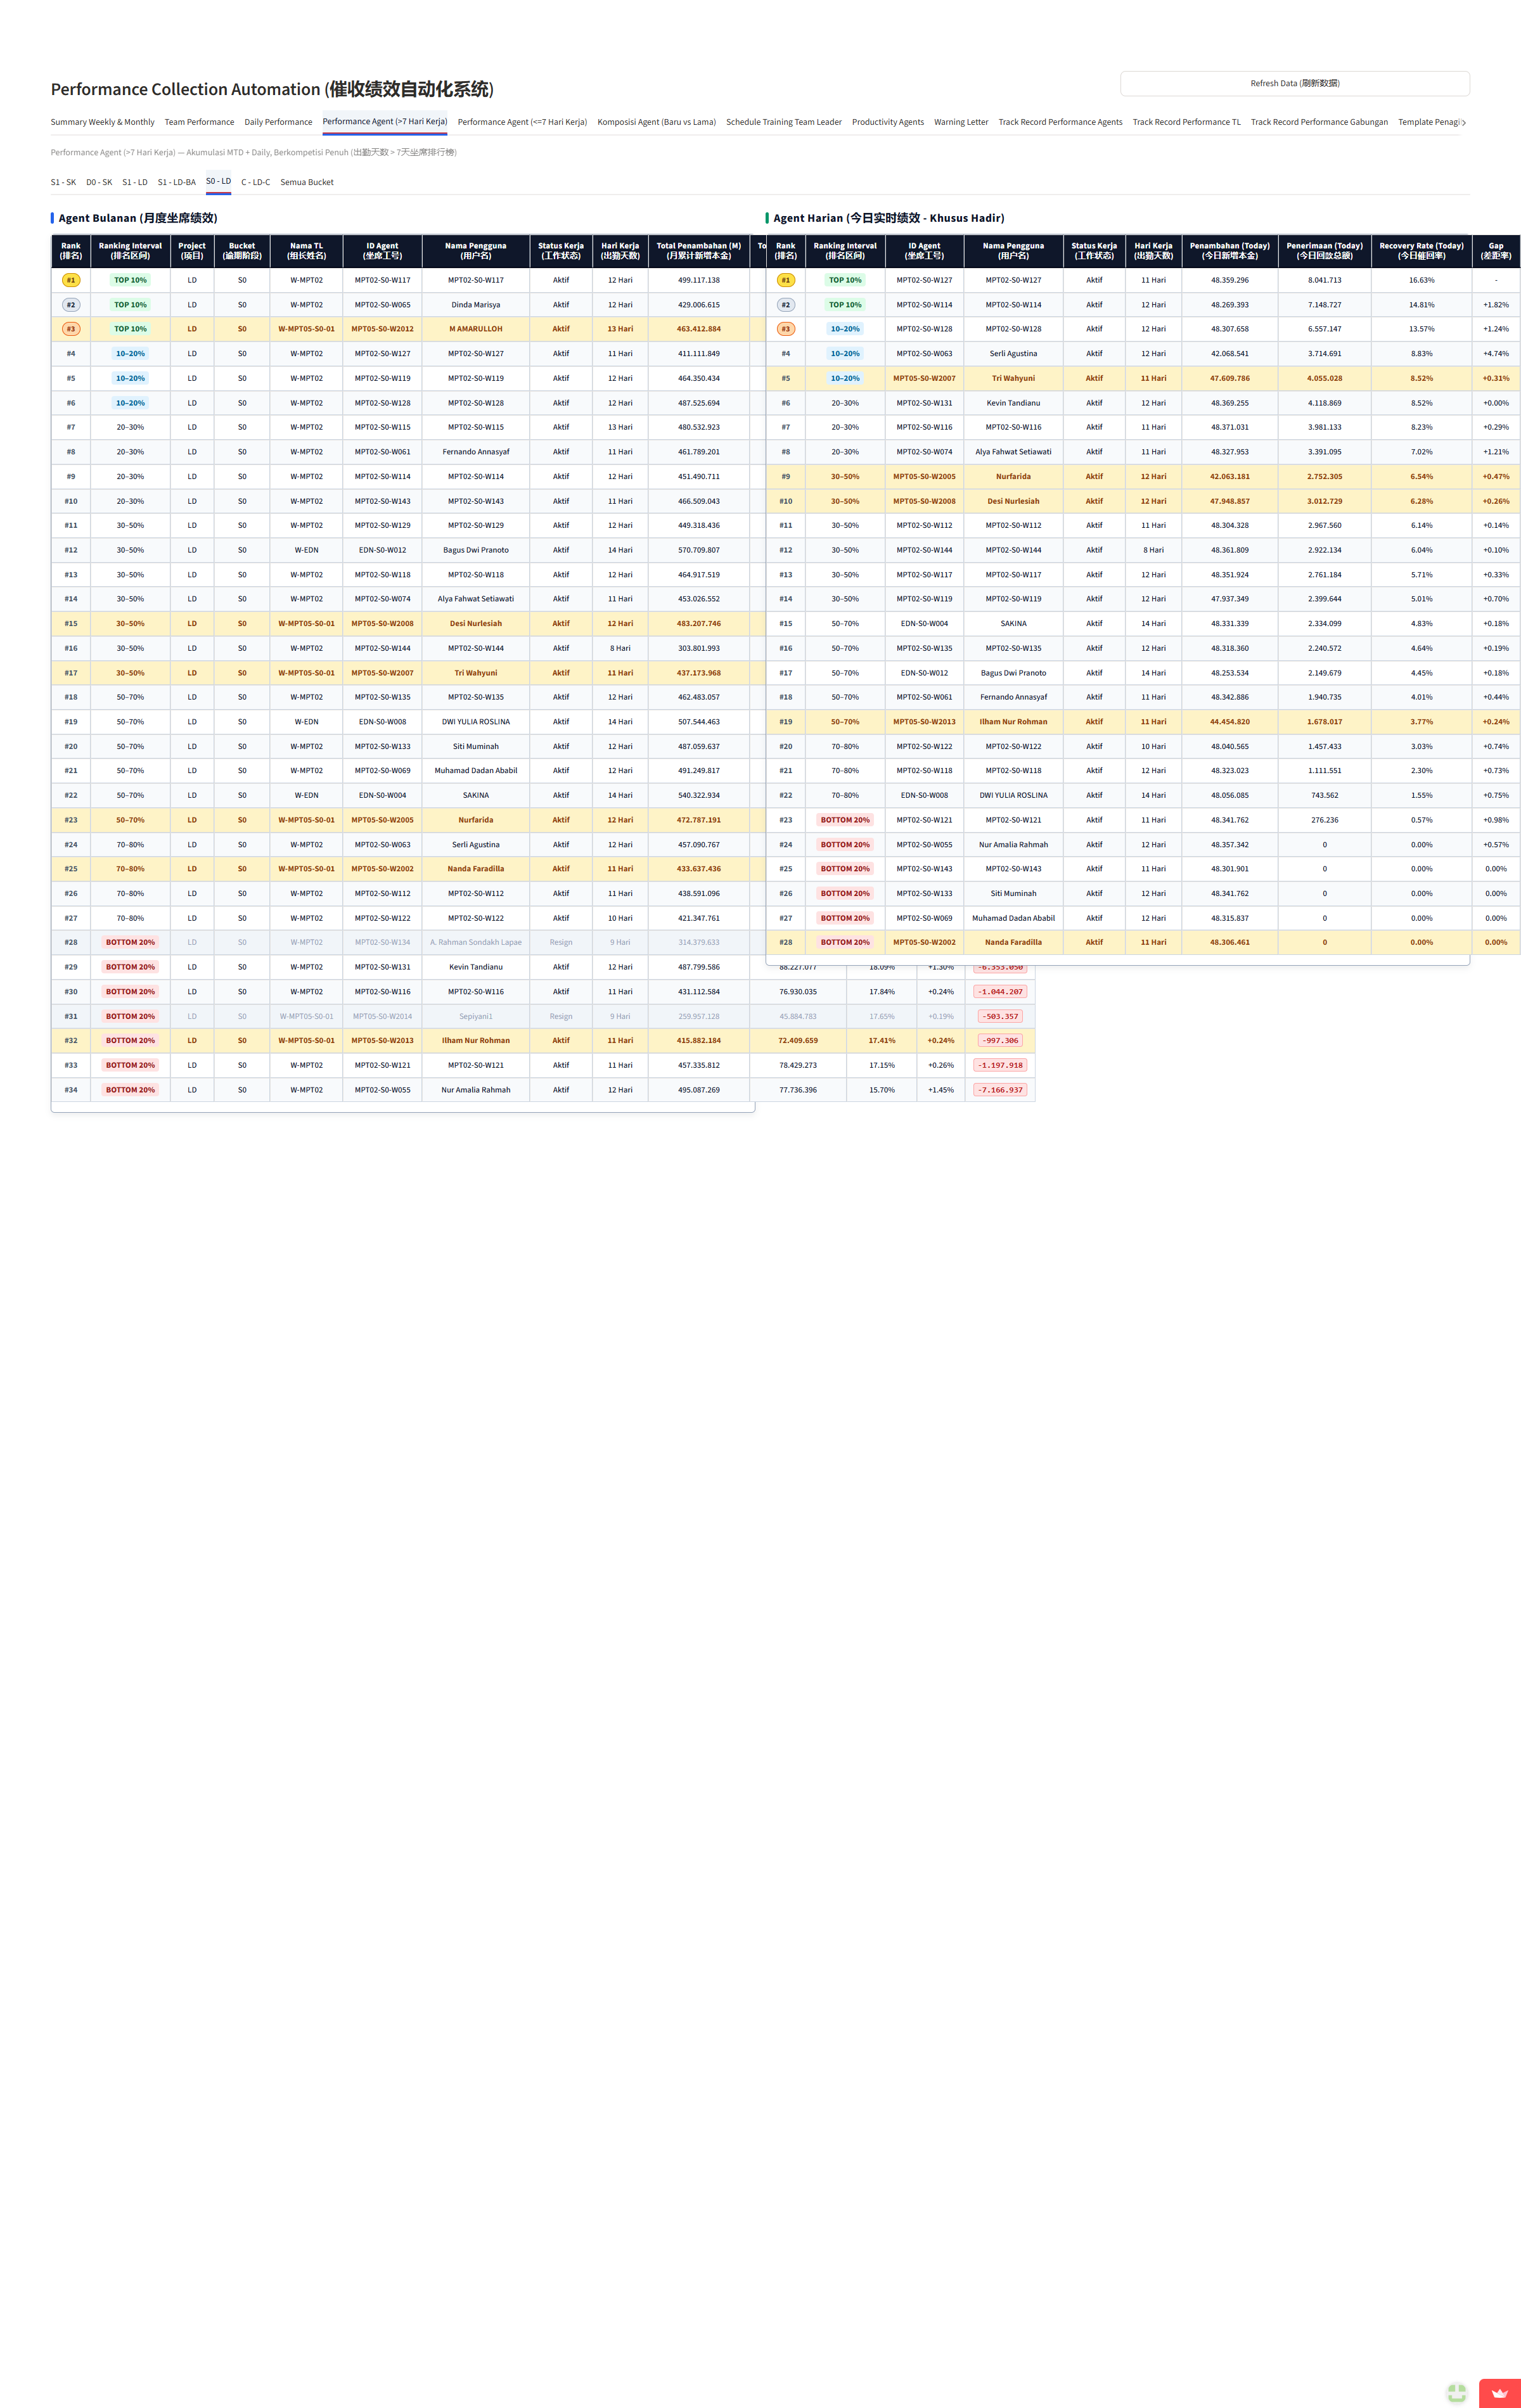 Performance Collection Automation (催收绩效自动化系统)
Refresh Data (刷新数据)
Summary Weekly & Monthly Team Performance Daily Performance Performance Agent (>7 Hari Kerja) Performance Agent (<=7 Hari Kerja) Komposisi Agent (Baru vs Lama) Schedule Training Team Leader Productivity Agents Warning Letter Track Record Performance Agents Track Record Performance TL Track Record Performance Gabungan Template Penagi
Performance Agent (>7 Hari Kerja) — Akumulasi MTD + Daily, Berkompetisi Penuh (出勤天数 > 7天坐席排行榜)
S1 - SK D0 - SK S1 - LD S1 - LD-BA S0 - LD C - LD-C Semua Bucket
Agent Bulanan (月度坐席绩效)
Rank Ranking Interval Project Bucket Nama TL ID Agent Nama Pengguna Status Kerja Hari Kerja Total Penambahan (M) To
(排名) (排名区间) (项目) (逾期阶段) (组长姓名) (坐席工号) (用户名) (工作状态) (出勤天数) (月累计新增本金)
#1 TOP 10% LD S0 W-MPT02 MPT02-S0-W117 MPT02-S0-W117 Aktif 12 Hari 499.117.138
#2 TOP 10% LD S0 W-MPT02 MPT02-S0-W065 Dinda Marisya Aktif 12 Hari 429.006.615
#3 TOP 10% LD S0 W-MPT05-S0-01 MPT05-S0-W2012 M AMARULLOH Aktif 13 Hari 463.412.884
#4 10–20% LD S0 W-MPT02 MPT02-S0-W127 MPT02-S0-W127 Aktif 11 Hari 411.111.849
#5 10–20% LD S0 W-MPT02 MPT02-S0-W119 MPT02-S0-W119 Aktif 12 Hari 464.350.434
#6 10–20% LD S0 W-MPT02 MPT02-S0-W128 MPT02-S0-W128 Aktif 12 Hari 487.525.694
#7 20–30% LD S0 W-MPT02 MPT02-S0-W115 MPT02-S0-W115 Aktif 13 Hari 480.532.923
#8 20–30% LD S0 W-MPT02 MPT02-S0-W061 Fernando Annasyaf Aktif 11 Hari 461.789.201
#9 20–30% LD S0 W-MPT02 MPT02-S0-W114 MPT02-S0-W114 Aktif 12 Hari 451.490.711
#10 20–30% LD S0 W-MPT02 MPT02-S0-W143 MPT02-S0-W143 Aktif 11 Hari 466.509.043
#11 30–50% LD S0 W-MPT02 MPT02-S0-W129 MPT02-S0-W129 Aktif 12 Hari 449.318.436
#12 30–50% LD S0 W-EDN EDN-S0-W012 Bagus Dwi Pranoto Aktif 14 Hari 570.709.807
#13 30–50% LD S0 W-MPT02 MPT02-S0-W118 MPT02-S0-W118 Aktif 12 Hari 464.917.519
#14 30–50% LD S0 W-MPT02 MPT02-S0-W074 Alya Fahwat Setiawati Aktif 11 Hari 453.026.552
#15 30–50% LD S0 W-MPT05-S0-01 MPT05-S0-W2008 Desi Nurlesiah Aktif 12 Hari 483.207.746
#16 30–50% LD S0 W-MPT02 MPT02-S0-W144 MPT02-S0-W144 Aktif 8 Hari 303.801.993
#17 30–50% LD S0 W-MPT05-S0-01 MPT05-S0-W2007 Tri Wahyuni Aktif 11 Hari 437.173.968
#18 50–70% LD S0 W-MPT02 MPT02-S0-W135 MPT02-S0-W135 Aktif 12 Hari 462.483.057
#19 50–70% LD S0 W-EDN EDN-S0-W008 DWI YULIA ROSLINA Aktif 14 Hari 507.544.463
#20 50–70% LD S0 W-MPT02 MPT02-S0-W133 Siti Muminah Aktif 12 Hari 487.059.637
#21 50–70% LD S0 W-MPT02 MPT02-S0-W069 Muhamad Dadan Ababil Aktif 12 Hari 491.249.817
#22 50–70% LD S0 W-EDN EDN-S0-W004 SAKINA Aktif 14 Hari 540.322.934
#23 50–70% LD S0 W-MPT05-S0-01 MPT05-S0-W2005 Nurfarida Aktif 12 Hari 472.787.191
#24 70–80% LD S0 W-MPT02 MPT02-S0-W063 Serli Agustina Aktif 12 Hari 457.090.767
#25 70–80% LD S0 W-MPT05-S0-01 MPT05-S0-W2002 Nanda Faradilla Aktif 11 Hari 433.637.436
#26 70–80% LD S0 W-MPT02 MPT02-S0-W112 MPT02-S0-W112 Aktif 11 Hari 438.591.096
#27 70–80% LD S0 W-MPT02 MPT02-S0-W122 MPT02-S0-W122 Aktif 10 Hari 421.347.761
#28 BOTTOM 20% LD S0 W-MPT02 MPT02-S0-W134 A. Rahman Sondakh Lapae Resign 9 Hari 314.379.633
#29 BOTTOM 20% LD S0 W-MPT02 MPT02-S0-W131 Kevin Tandianu Aktif 12 Hari 487.799.586 88.227.077 18.09% +1.30% -6.353.050
#30 BOTTOM 20% LD S0 W-MPT02 MPT02-S0-W116 MPT02-S0-W116 Aktif 11 Hari 431.112.584 76.930.035 17.84% +0.24% -1.044.207
#31 BOTTOM 20% LD S0 W-MPT05-S0-01 MPT05-S0-W2014 Sepiyani1 Resign 9 Hari 259.957.128 45.884.783 17.65% +0.19% -503.357
#32 BOTTOM 20% LD S0 W-MPT05-S0-01 MPT05-S0-W2013 Ilham Nur Rohman Aktif 11 Hari 415.882.184 72.409.659 17.41% +0.24% -997.306
#33 BOTTOM 20% LD S0 W-MPT02 MPT02-S0-W121 MPT02-S0-W121 Aktif 11 Hari 457.335.812 78.429.273 17.15% +0.26% -1.197.918
#34 BOTTOM 20% LD S0 W-MPT02 MPT02-S0-W055 Nur Amalia Rahmah Aktif 12 Hari 495.087.269 77.736.396 15.70% +1.45% -7.166.937
Agent Harian (今日实时绩效 - Khusus Hadir)
Rank Ranking Interval ID Agent Nama Pengguna Status Kerja Hari Kerja Penambahan (Today) Penerimaan (Today) Recovery Rate (Today) Gap
(排名) (排名区间) (坐席工号) (用户名) (工作状态) (出勤天数) (今日新增本金) (今日回款总额) (今日催回率) (差距率)
#1 TOP 10% MPT02-S0-W127 MPT02-S0-W127 Aktif 11 Hari 48.359.296 8.041.713 16.63% -
#2 TOP 10% MPT02-S0-W114 MPT02-S0-W114 Aktif 12 Hari 48.269.393 7.148.727 14.81% +1.82%
#3 10–20% MPT02-S0-W128 MPT02-S0-W128 Aktif 12 Hari 48.307.658 6.557.147 13.57% +1.24%
#4 10–20% MPT02-S0-W063 Serli Agustina Aktif 12 Hari 42.068.541 3.714.691 8.83% +4.74%
#5 10–20% MPT05-S0-W2007 Tri Wahyuni Aktif 11 Hari 47.609.786 4.055.028 8.52% +0.31%
#6 20–30% MPT02-S0-W131 Kevin Tandianu Aktif 12 Hari 48.369.255 4.118.869 8.52% +0.00%
#7 20–30% MPT02-S0-W116 MPT02-S0-W116 Aktif 11 Hari 48.371.031 3.981.133 8.23% +0.29%
#8 20–30% MPT02-S0-W074 Alya Fahwat Setiawati Aktif 11 Hari 48.327.953 3.391.095 7.02% +1.21%
#9 30–50% MPT05-S0-W2005 Nurfarida Aktif 12 Hari 42.063.181 2.752.305 6.54% +0.47%
#10 30–50% MPT05-S0-W2008 Desi Nurlesiah Aktif 12 Hari 47.948.857 3.012.729 6.28% +0.26%
#11 30–50% MPT02-S0-W112 MPT02-S0-W112 Aktif 11 Hari 48.304.328 2.967.560 6.14% +0.14%
#12 30–50% MPT02-S0-W144 MPT02-S0-W144 Aktif 8 Hari 48.361.809 2.922.134 6.04% +0.10%
#13 30–50% MPT02-S0-W117 MPT02-S0-W117 Aktif 12 Hari 48.351.924 2.761.184 5.71% +0.33%
#14 30–50% MPT02-S0-W119 MPT02-S0-W119 Aktif 12 Hari 47.937.349 2.399.644 5.01% +0.70%
#15 50–70% EDN-S0-W004 SAKINA Aktif 14 Hari 48.331.339 2.334.099 4.83% +0.18%
#16 50–70% MPT02-S0-W135 MPT02-S0-W135 Aktif 12 Hari 48.318.360 2.240.572 4.64% +0.19%
#17 50–70% EDN-S0-W012 Bagus Dwi Pranoto Aktif 14 Hari 48.253.534 2.149.679 4.45% +0.18%
#18 50–70% MPT02-S0-W061 Fernando Annasyaf Aktif 11 Hari 48.342.886 1.940.735 4.01% +0.44%
#19 50–70% MPT05-S0-W2013 Ilham Nur Rohman Aktif 11 Hari 44.454.820 1.678.017 3.77% +0.24%
#20 70–80% MPT02-S0-W122 MPT02-S0-W122 Aktif 10 Hari 48.040.565 1.457.433 3.03% +0.74%
#21 70–80% MPT02-S0-W118 MPT02-S0-W118 Aktif 12 Hari 48.323.023 1.111.551 2.30% +0.73%
#22 70–80% EDN-S0-W008 DWI YULIA ROSLINA Aktif 14 Hari 48.056.085 743.562 1.55% +0.75%
#23 BOTTOM 20% MPT02-S0-W121 MPT02-S0-W121 Aktif 11 Hari 48.341.762 276.236 0.57% +0.98%
#24 BOTTOM 20% MPT02-S0-W055 Nur Amalia Rahmah Aktif 12 Hari 48.357.342 0 0.00% +0.57%
#25 BOTTOM 20% MPT02-S0-W143 MPT02-S0-W143 Aktif 11 Hari 48.301.901 0 0.00% 0.00%
#26 BOTTOM 20% MPT02-S0-W133 Siti Muminah Aktif 12 Hari 48.341.762 0 0.00% 0.00%
#27 BOTTOM 20% MPT02-S0-W069 Muhamad Dadan Ababil Aktif 12 Hari 48.315.837 0 0.00% 0.00%
#28 BOTTOM 20% MPT05-S0-W2002 Nanda Faradilla Aktif 11 Hari 48.306.461 0 0.00% 0.00%